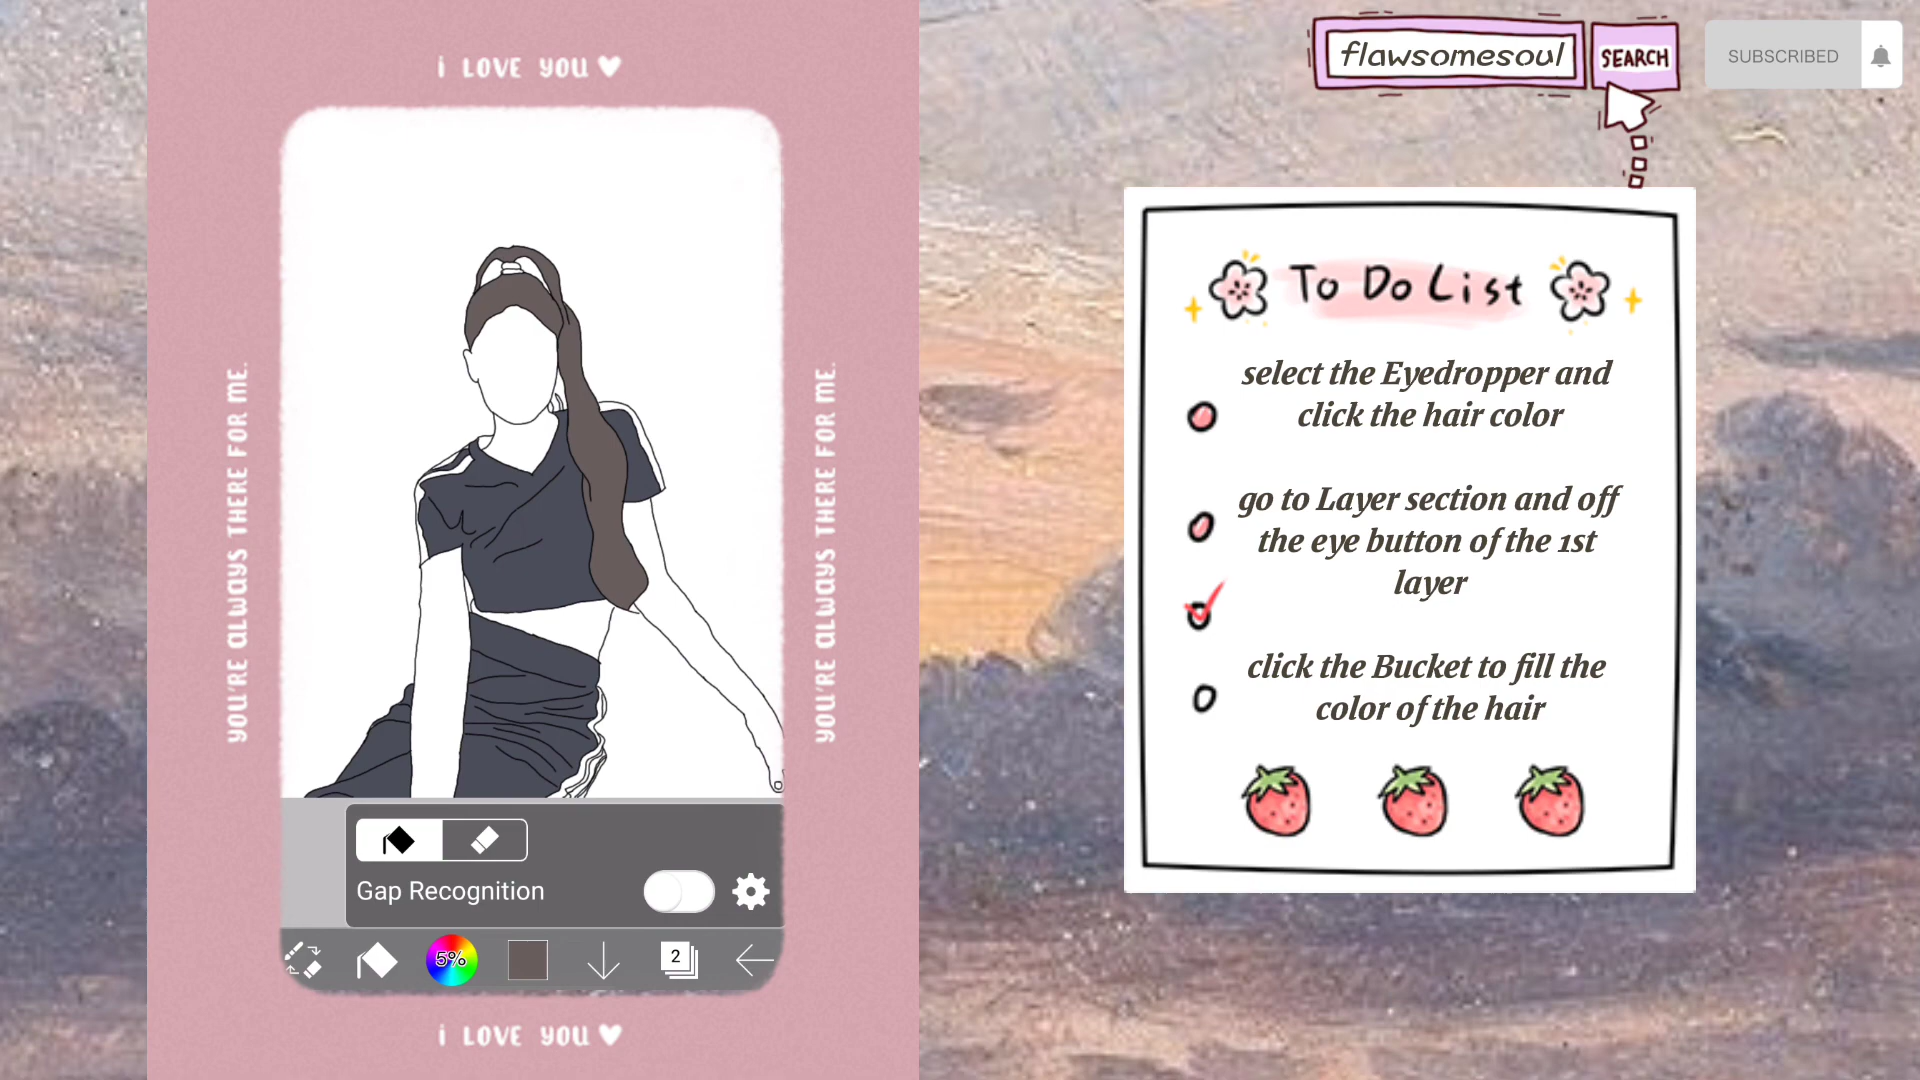 i LOVE YOU
YOU'RE ALWAYS THERE FOR ME.
YOU'RE ALWAYS THERE FOR ME.
Gap Recognition
5%
2
i LOVE YOU
flawsomesoul
SEARCH
SUBSCRIBED
To Do List
select the Eyedropper and
click the hair color
go to Layer section and off
the eye button of the 1st
layer
click the Bucket to fill the
color of the hair